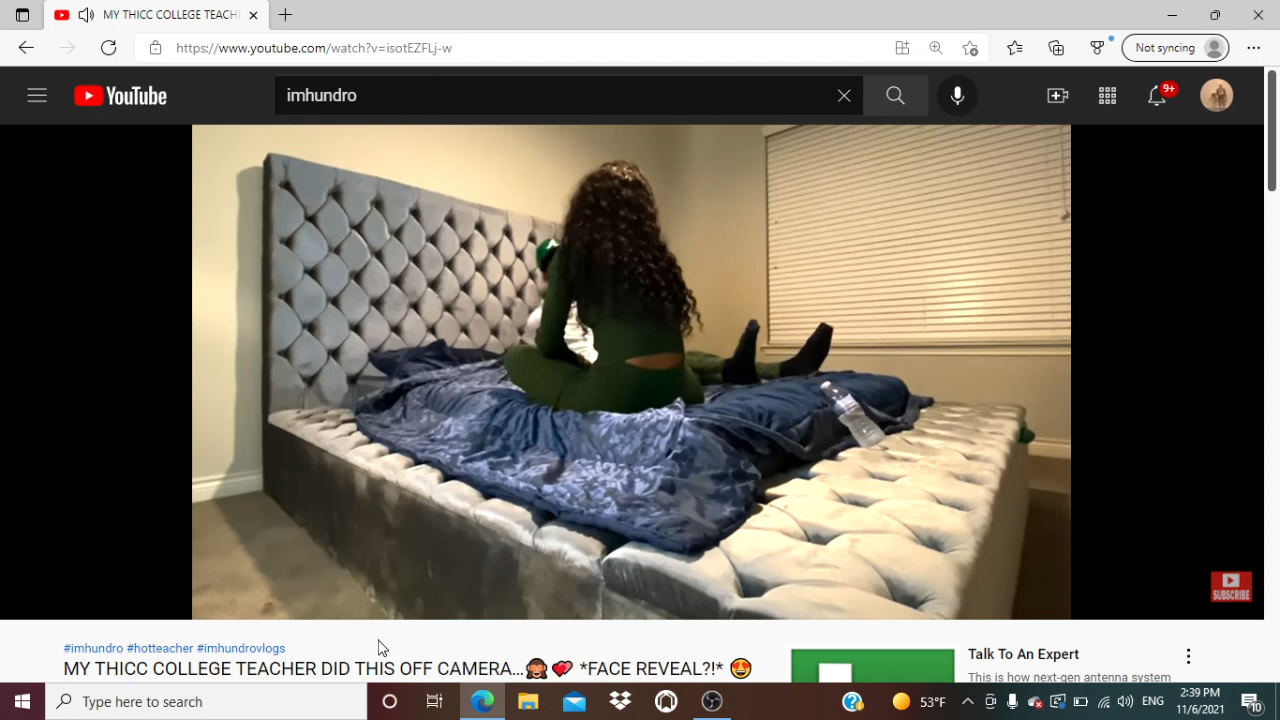 MY THICC COLLEGE TEACHE
https://www.youtube.com/watch?v=isotEZFLj-w
Not syncing
YouTube
imhundro
9+
SUBSCRIBE
#imhundro #hotteacher #imhundrovlogs
MY THICC COLLEGE TEACHER DID THIS OFF CAMERA...🙈💞 *FACE REVEAL?!* 😍
Talk To An Expert
This is how next-gen antenna system
Type here to search
53°F
ENG
2:39 PM
11/6/2021
10